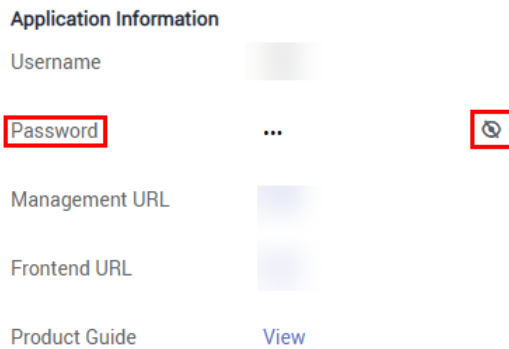 Application Information
Username
Password •••
Management URL
Frontend URL
Product Guide View